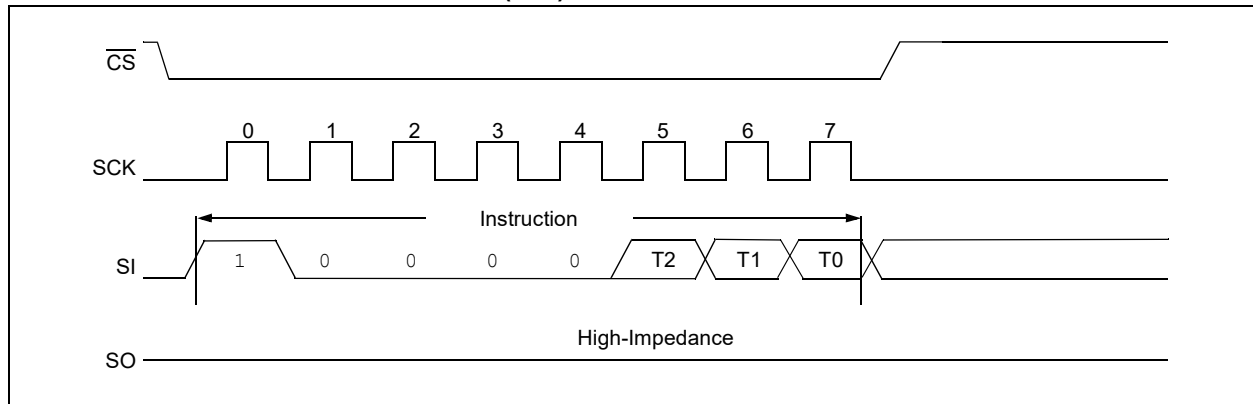 CS
0 1 2 3 4 5 6 7
SCK
Instruction
SI 1 0 0 0 0 T2 T1 T0
High-Impedance
SO